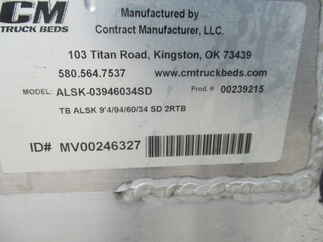 CM
TRUCK BEDS
Manufactured by
Contract Manufacturer, LLC.
103 Titan Road, Kingston, OK 73439
580.564.7537 www.cmtruckbeds.com
MODEL: ALSK-03946034SD Prod. # 00239215
TB ALSK 9'4/94/60/34 SD 2RTB
ID# MV00246327